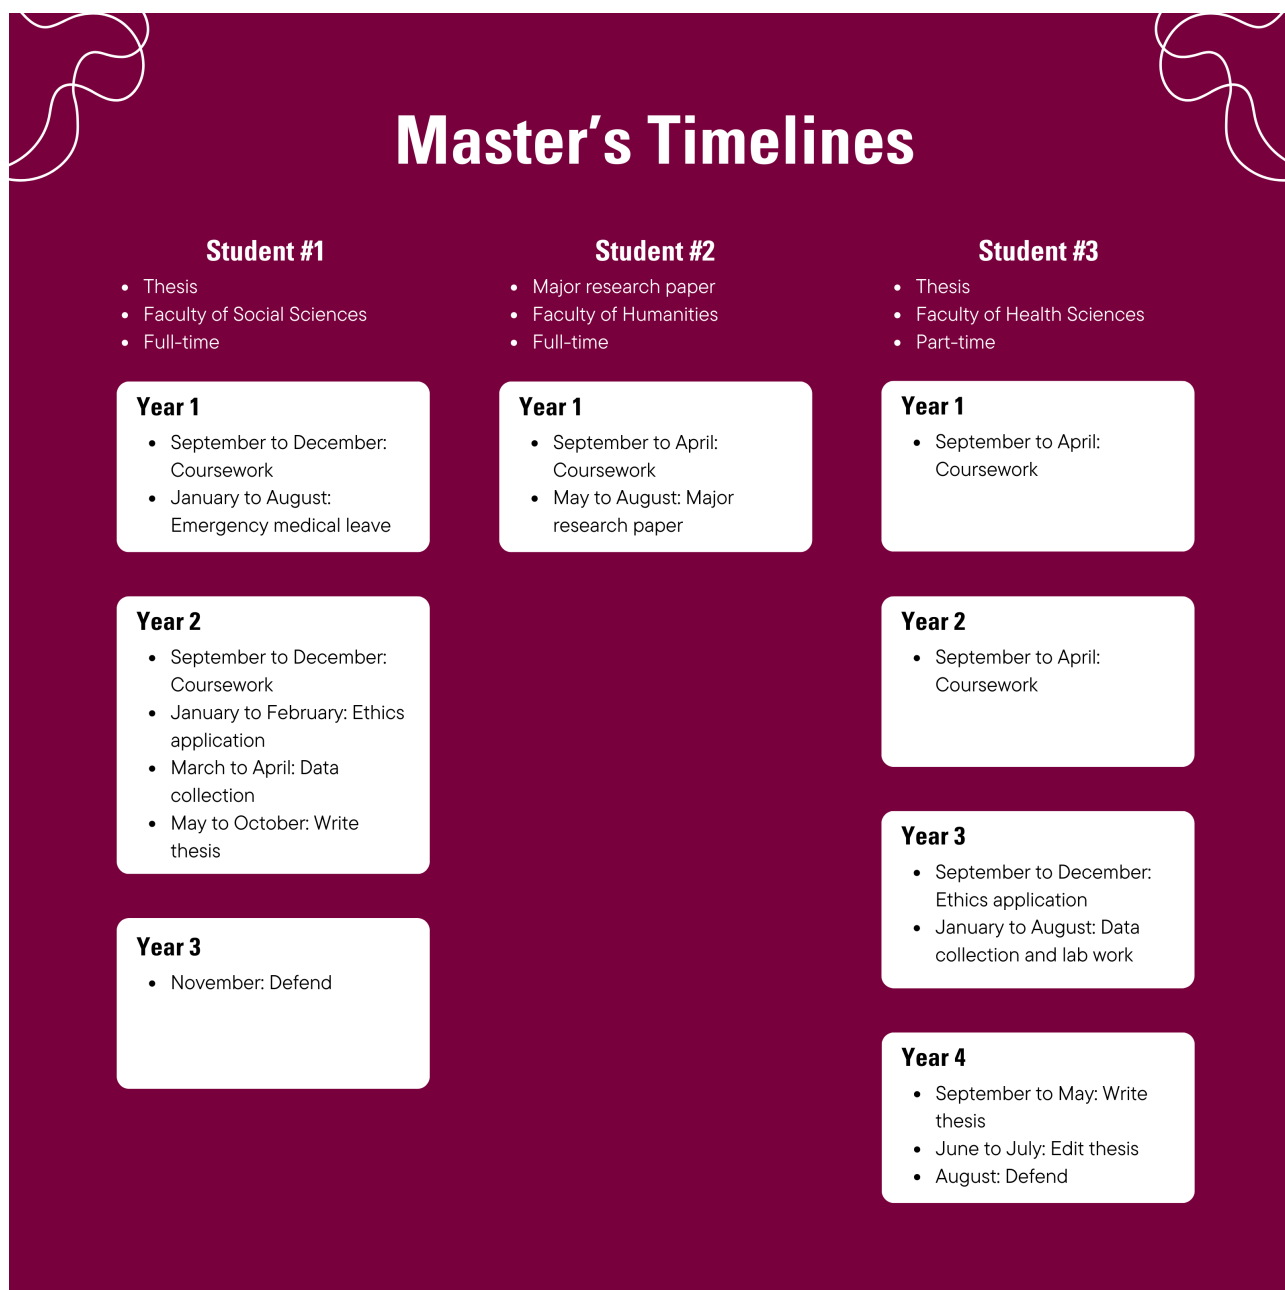 Master's Timelines
Student #1
• Thesis
• Faculty of Social Sciences
• Full-time
Year 1
• September to December:
Coursework
• January to August:
Emergency medical leave
Year 2
• September to December:
Coursework
• January to February: Ethics
application
• March to April: Data
collection
• May to October: Write
thesis
Year 3
• November: Defend
Student #2
• Major research paper
• Faculty of Humanities
• Full-time
Year 1
• September to April:
Coursework
• May to August: Major
research paper
Student #3
• Thesis
• Faculty of Health Sciences
• Part-time
Year 1
• September to April:
Coursework
Year 2
• September to April:
Coursework
Year 3
• September to December:
Ethics application
• January to August: Data
collection and lab work
Year 4
• September to May: Write
thesis
• June to July: Edit thesis
• August: Defend